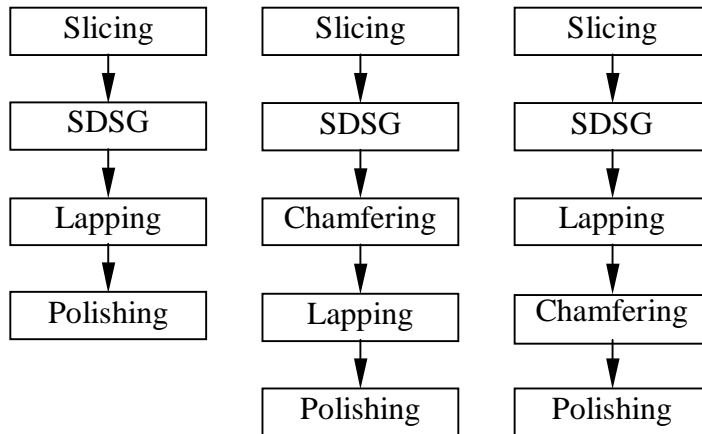 Slicing
SDSG
Lapping
Polishing
Slicing
SDSG
Chamfering
Lapping
Polishing
Slicing
SDSG
Lapping
Chamfering
Polishing